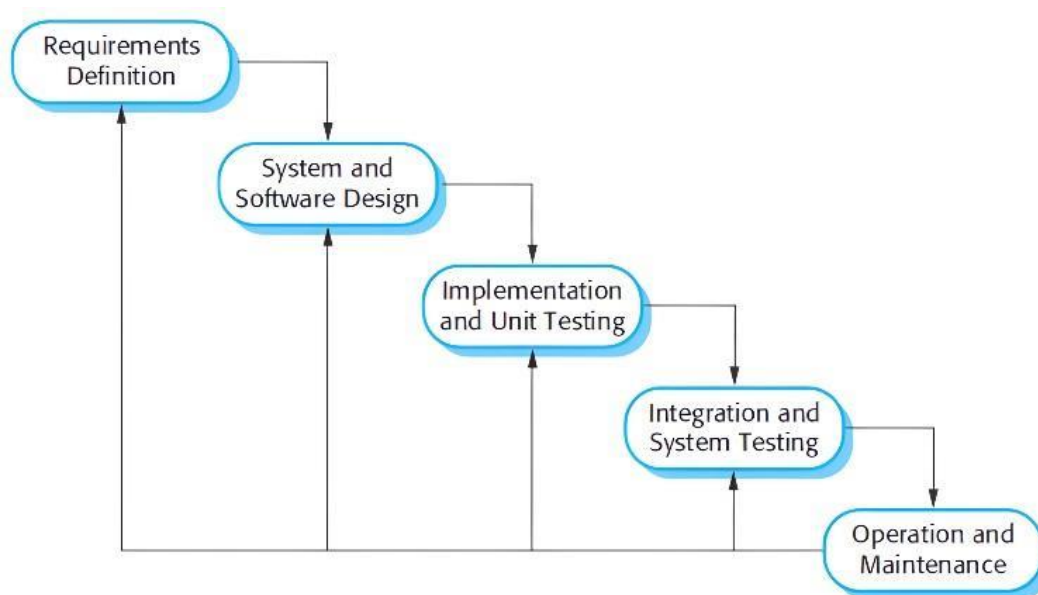 Requirements
Definition
System and
Software Design
Implementation
and Unit Testing
Integration and
System Testing
Operation and
Maintenance